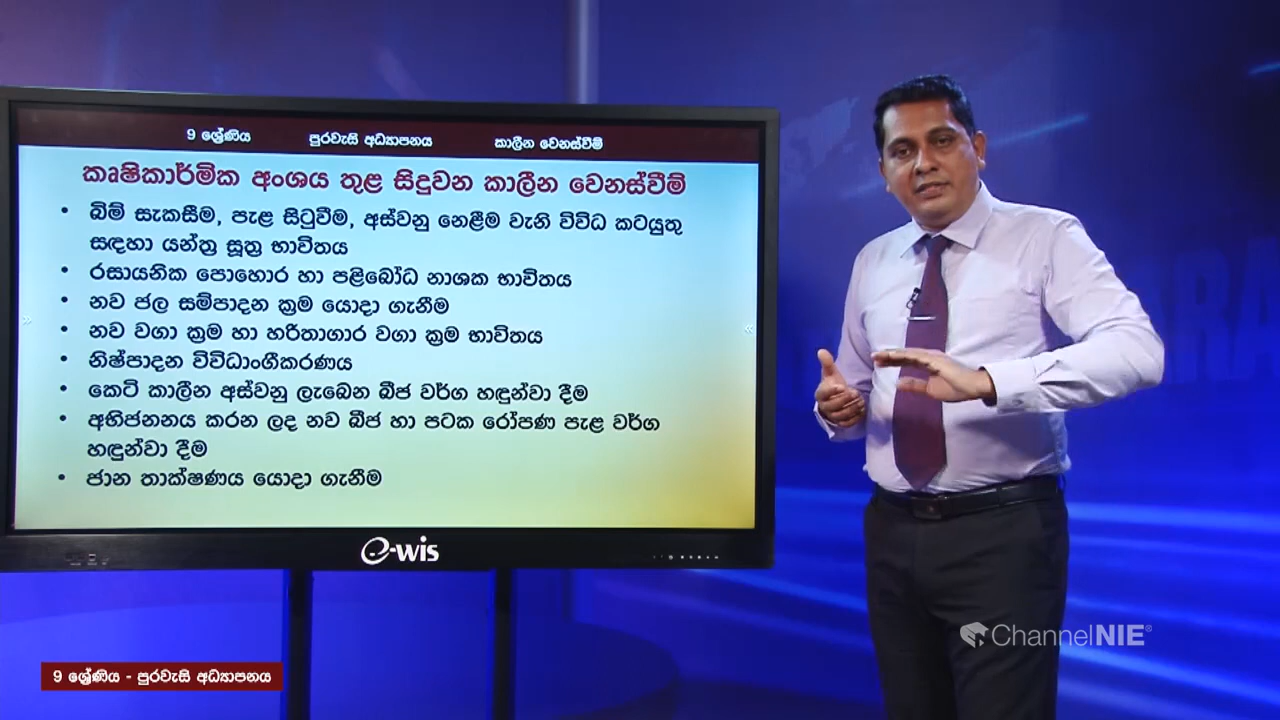 9 ශ්‍රේණිය පුරවැසි අධ්‍යාපනය කාලීන වෙනස්වීම්
කෘෂිකාර්මික අංශය තුළ සිදුවන කාලීන වෙනස්වීම්
• බිම් සැකසීම, පැළ සිටුවීම, අස්වනු නෙළීම වැනි විවිධ කටයුතු
සඳහා යන්ත්‍ර සූත්‍ර භාවිතය
• රසායනික පොහොර හා පළිබෝධ නාශක භාවිතය
• නව ජල සම්පාදන ක්‍රම යොදා ගැනීම
• නව වගා ක්‍රම හා හරිතාගාර වගා ක්‍රම භාවිතය
• නිෂ්පාදන විවිධාංගීකරණය
• කෙටි කාලීන අස්වනු ලැබෙන බීජ වර්ග හඳුන්වා දීම
• අභිජනනය කරන ලද නව බීජ හා පටක රෝපණ පැළ වර්ග
හඳුන්වා දීම
• ජාන තාක්ෂණය යොදා ගැනීම
e-wis
ChannelNIE
9 ශ්‍රේණිය - පුරවැසි අධ්‍යාපනය